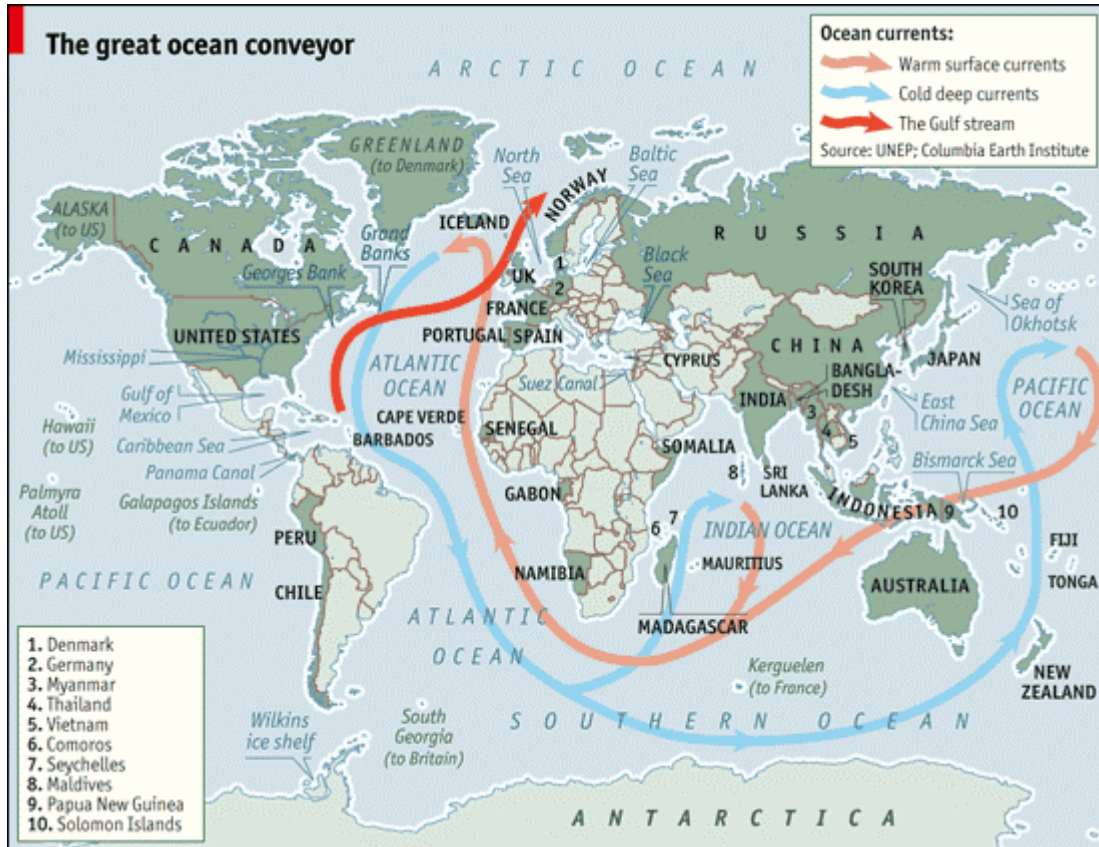 The great ocean conveyor
Ocean currents:
Warm surface currents
Cold deep currents
The Gulf stream
Source: UNEP; Columbia Earth Institute
ARCTIC OCEAN
GREENLAND
(to Denmark)
North
Sea
Baltic
Sea
NORWAY
ALASKA
(to US)
ICELAND
CANADA
Grand
Banks
RUSSIA
Georges Bank
UK
1
2
Black
Sea
SOUTH
KOREA
Sea of
Okhotsk
FRANCE
UNITED STATES
PORTUGAL
SPAIN
CHINA
JAPAN
Mississippi
ATLANTIC
OCEAN
CYPRUS
BANGLA-
DESH
PACIFIC
OCEAN
Gulf of
Mexico
Suez Canal
INDIA
3
4
5
East
China Sea
Hawaii
(to US)
CAPE VERDE
SENEGAL
Caribbean Sea
BARBADOS
SOMALIA
Bismarck Sea
Panama Canal
8
SRI
LANKA
Palmyra
Atoll
(to US)
Galapagos Islands
(to Ecuador)
GABON
INDONESIA
9
10
6
7
INDIAN OCEAN
PERU
FIJI
PACIFIC OCEAN
NAMIBIA
MAURITIUS
TONGA
CHILE
AUSTRALIA
ATLANTIC
OCEAN
MADAGASCAR
Kerguelen
(to France)
NEW
ZEALAND
Wilkins
ice shelf
South
Georgia
(to Britain)
SOUTHERN OCEAN
ANTARCTICA
1. Denmark
2. Germany
3. Myanmar
4. Thailand
5. Vietnam
6. Comoros
7. Seychelles
8. Maldives
9. Papua New Guinea
10. Solomon Islands